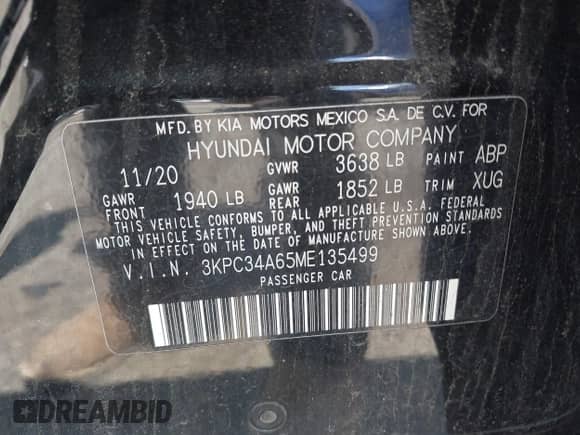 MFD. BY KIA MOTORS MEXICO S.A. DE C.V. FOR
HYUNDAI MOTOR COMPANY
11/20 GVWR 3638 LB PAINT ABP
GAWR FRONT 1940 LB GAWR REAR 1852 LB TRIM XUG
THIS VEHICLE CONFORMS TO ALL APPLICABLE U.S.A. FEDERAL
MOTOR VEHICLE SAFETY, BUMPER, AND THEFT PREVENTION STANDARDS
IN EFFECT ON THE DATE OF MANUFACTURE SHOWN ABOVE.
V.I.N. 3KPC34A65ME135499
PASSENGER CAR
DREAMBID